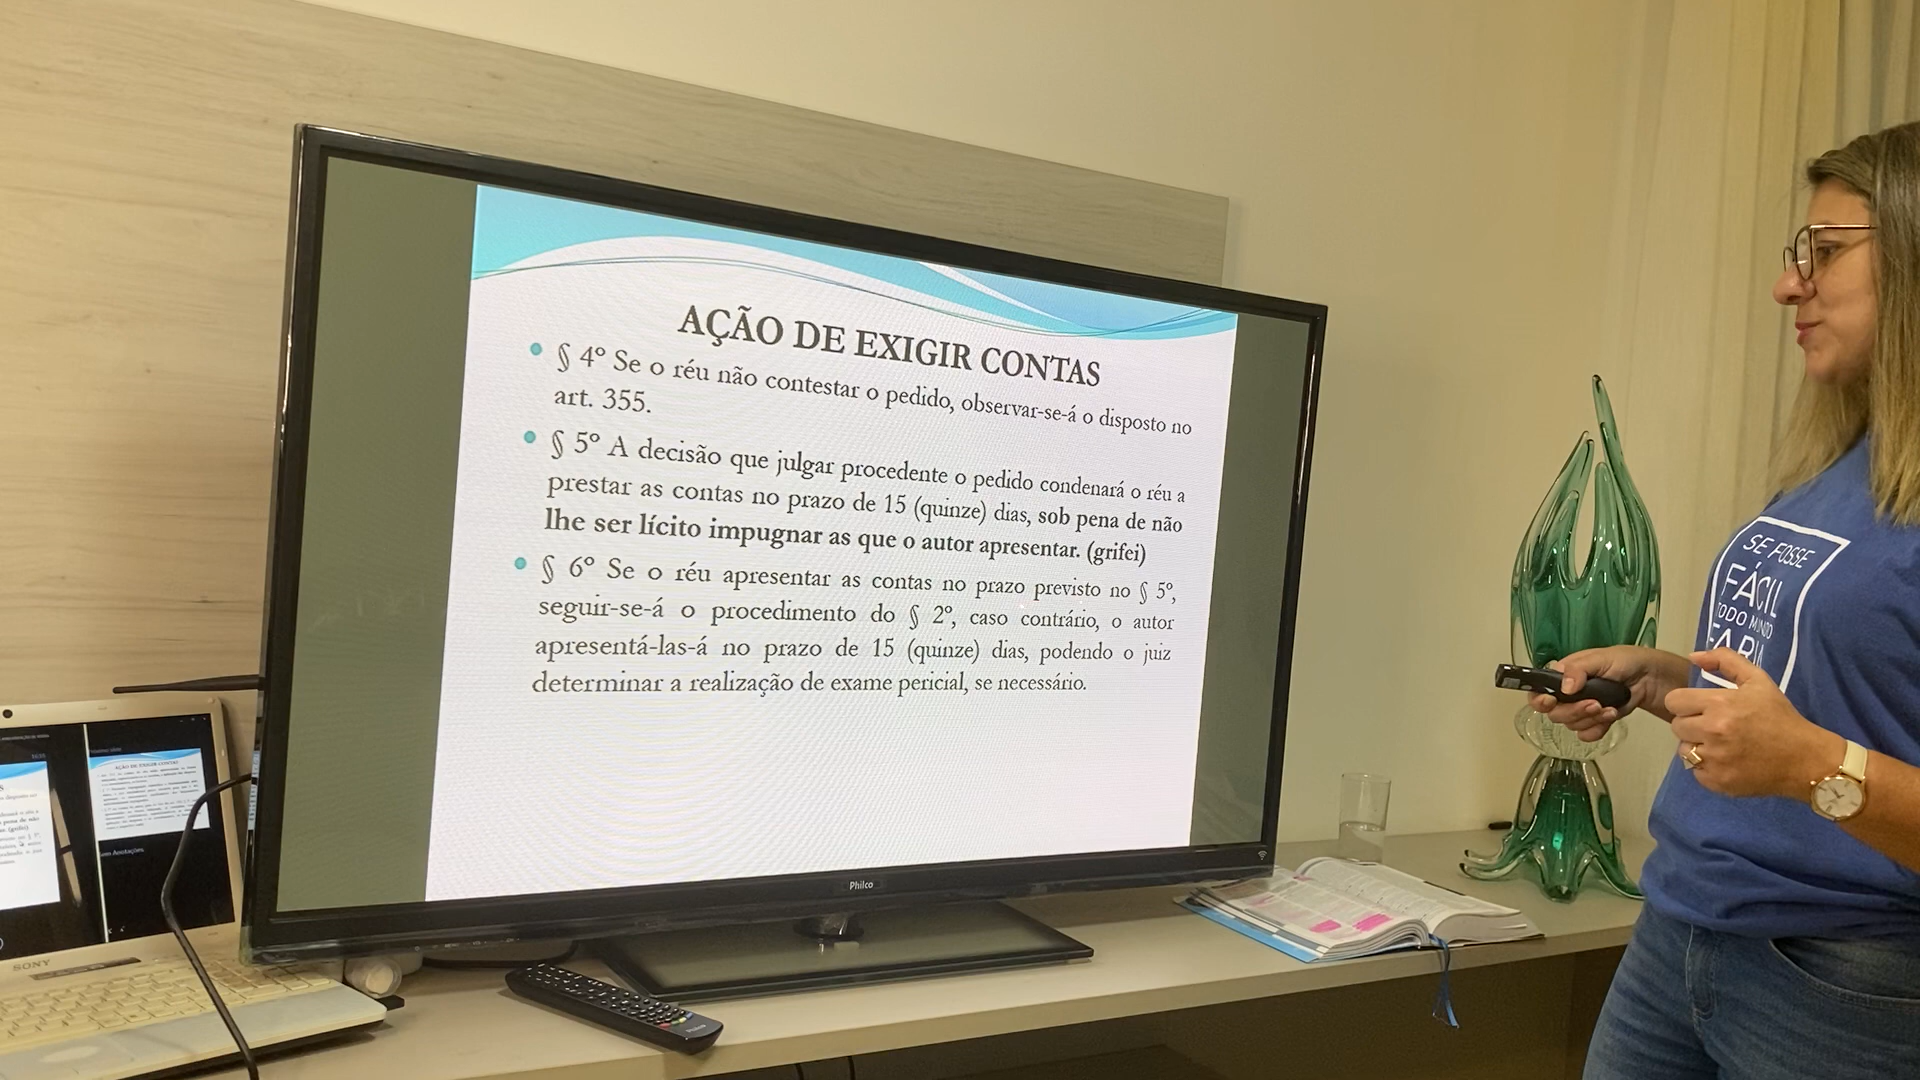 AÇÃO DE EXIGIR CONTAS
§ 4º Se o réu não contestar o pedido, observar-se-á o disposto no
art. 355.
§ 5º A decisão que julgar procedente o pedido condenará o réu a
prestar as contas no prazo de 15 (quinze) dias, sob pena de não
lhe ser lícito impugnar as que o autor apresentar. (grifei)
§ 6º Se o réu apresentar as contas no prazo previsto no § 5º,
seguir-se-á o procedimento do § 2º, caso contrário, o autor
apresentá-las-á no prazo de 15 (quinze) dias, podendo o juiz
determinar a realização de exame pericial, se necessário.
Philco
SONY
AÇÃO DE EXIGIR CONTAS
SE FOSSE
FÁCIL
TODO MUNDO